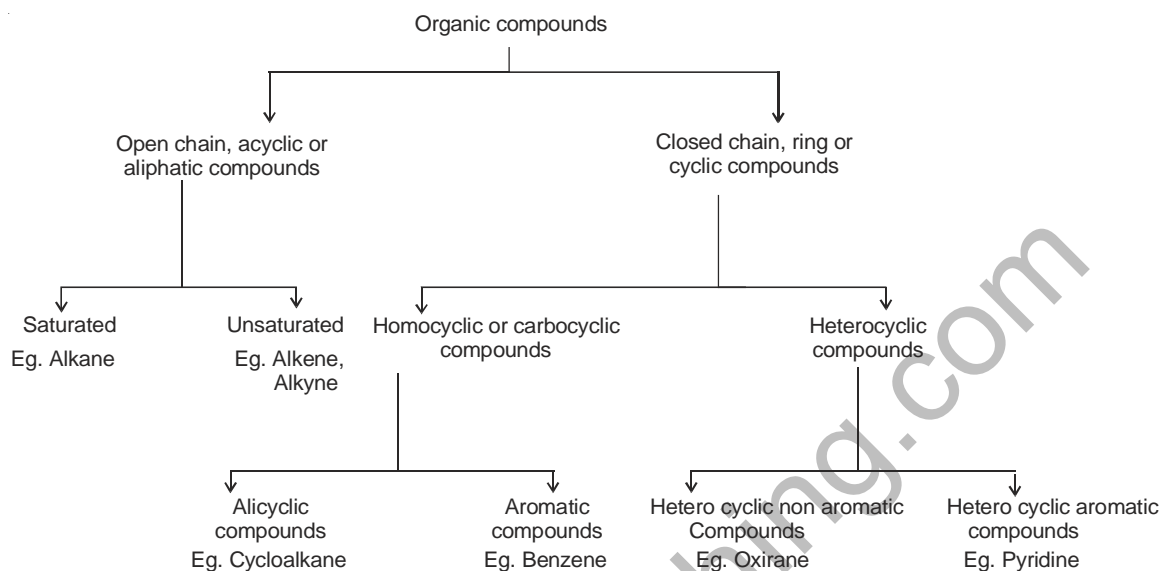 Organic compounds
Open chain, acyclic or
aliphatic compounds
Closed chain, ring or
cyclic compounds
Saturated
Eg. Alkane
Unsaturated
Eg. Alkene,
Alkyne
Homocyclic or carbocyclic
compounds
Heterocyclic
compounds
Alicyclic
compounds
Eg. Cycloalkane
Aromatic
compounds
Eg. Benzene
Hetero cyclic non aromatic
Compounds
Eg. Oxirane
Hetero cyclic aromatic
compounds
Eg. Pyridine
hing.com